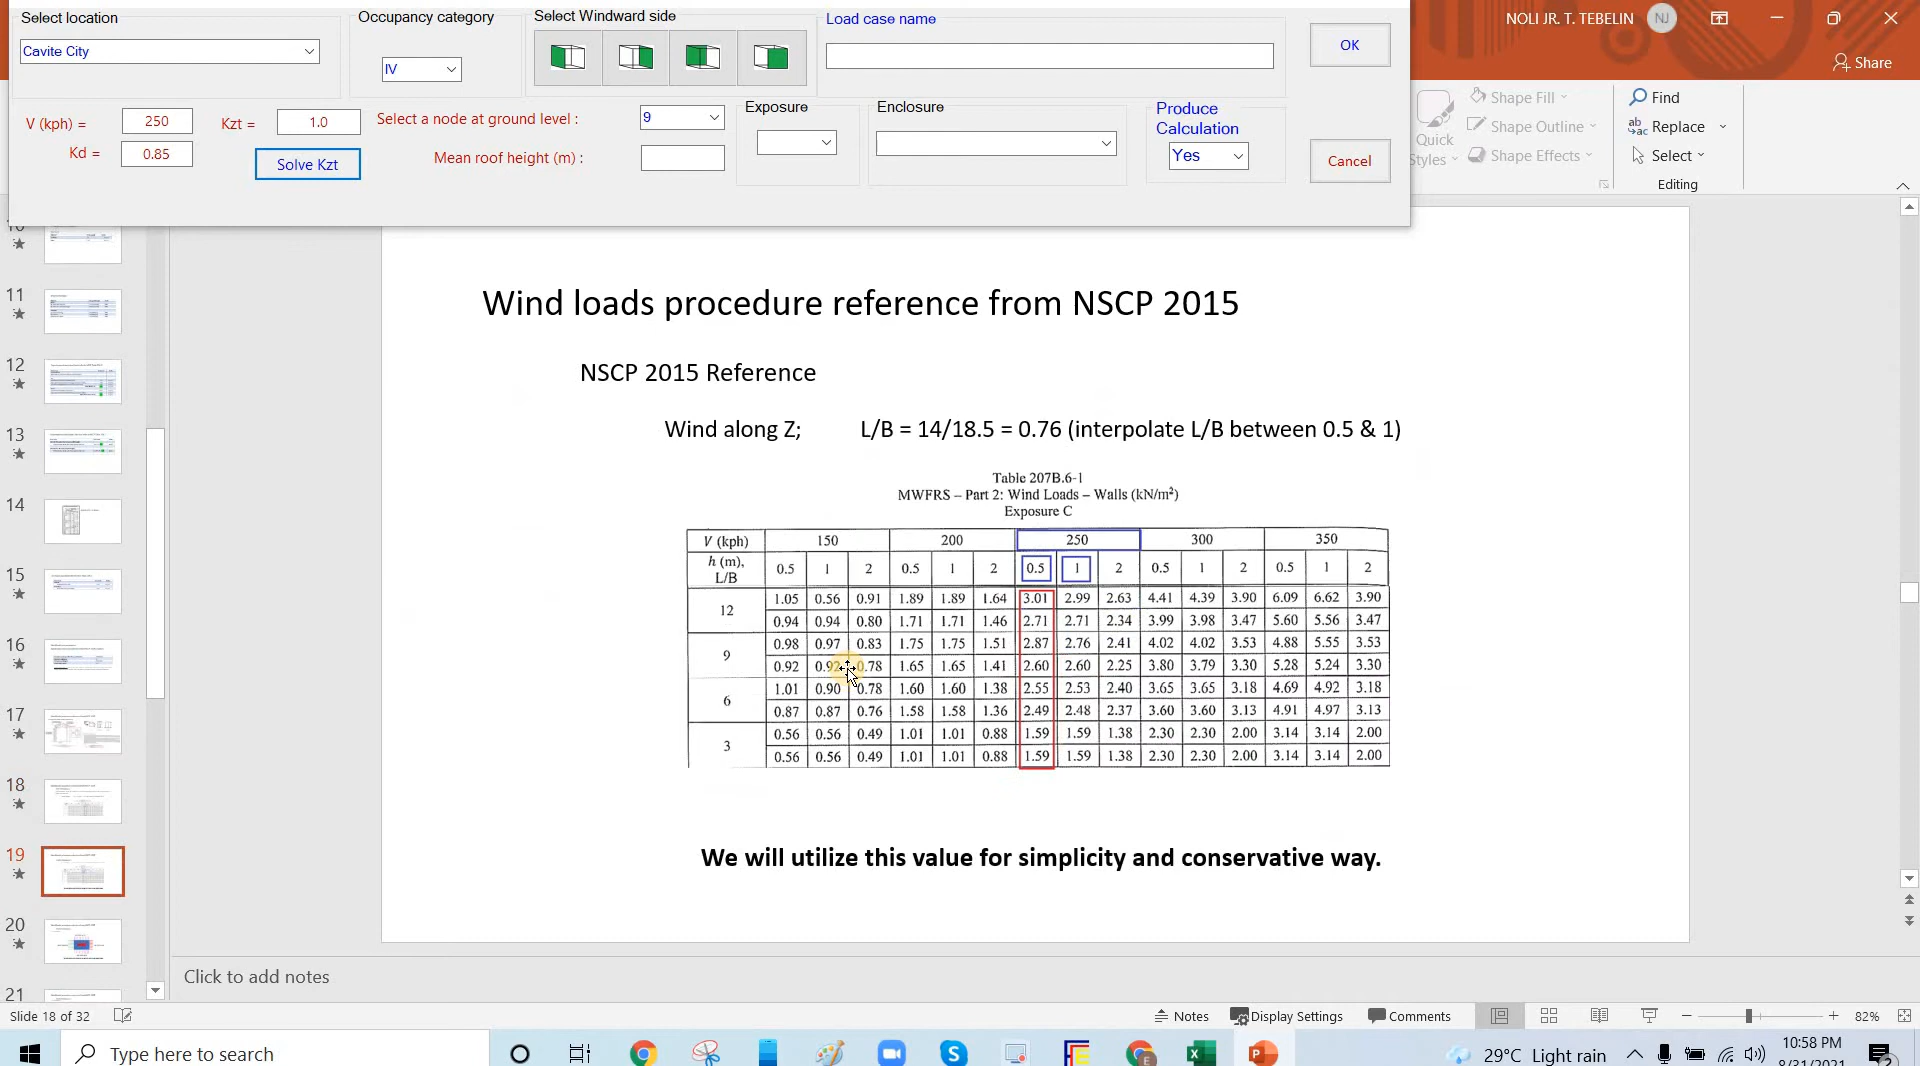 Select location
Cavite City
Occupancy category
IV
Select Windward side
Load case name
OK
V (kph) =
250
Kzt =
1.0
Select a node at ground level :
9
Exposure
Enclosure
Produce
Calculation
Yes
Kd =
0.85
Solve Kzt
Mean roof height (m) :
Cancel
NOLI JR. T. TEBELIN
NJ
Share
Quick
Styles
Shape Fill
Shape Outline
Shape Effects
Find
Replace
Select
Editing
11
12
13
14
15
16
17
18
19
20
21
Wind loads procedure reference from NSCP 2015
NSCP 2015 Reference
Wind along Z; L/B = 14/18.5 = 0.76 (interpolate L/B between 0.5 & 1)
Table 207B.6-1
MWFRS – Part 2: Wind Loads – Walls (kN/m²)
Exposure C
V (kph) 150 200 250 300 350
h (m), L/B 0.5 1 2 0.5 1 2 0.5 1 2 0.5 1 2 0.5 1 2
12 1.05 0.56 0.91 1.89 1.89 1.64 3.01 2.99 2.63 4.41 4.39 3.90 6.09 6.62 3.90
0.94 0.94 0.80 1.71 1.71 1.46 2.71 2.71 2.34 3.99 3.98 3.47 5.60 5.56 3.47
9 0.98 0.97 0.83 1.75 1.75 1.51 2.87 2.76 2.41 4.02 4.02 3.53 4.88 5.55 3.53
0.92 0.92 0.78 1.65 1.65 1.41 2.60 2.60 2.25 3.80 3.79 3.30 5.28 5.24 3.30
6 1.01 0.90 0.78 1.60 1.60 1.38 2.55 2.53 2.40 3.65 3.65 3.18 4.69 4.92 3.18
0.87 0.87 0.76 1.58 1.58 1.36 2.49 2.48 2.37 3.60 3.60 3.13 4.91 4.97 3.13
3 0.56 0.56 0.49 1.01 1.01 0.88 1.59 1.59 1.38 2.30 2.30 2.00 3.14 3.14 2.00
0.56 0.56 0.49 1.01 1.01 0.88 1.59 1.59 1.38 2.30 2.30 2.00 3.14 3.14 2.00
We will utilize this value for simplicity and conservative way.
Click to add notes
Slide 18 of 32
Notes
Display Settings
Comments
82%
Type here to search
29°C Light rain
10:58 PM
8/31/2021